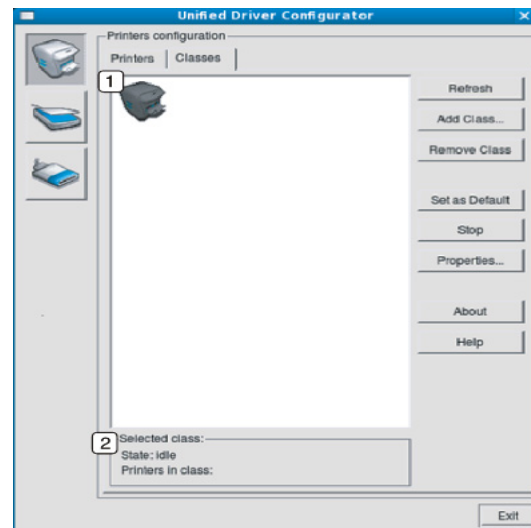 Unified Driver Configurator
Printers configuration
Printers Classes
1
Refresh
Add Class...
Remove Class
Set as Default
Stop
Properties...
About
Help
2
Selected class:
State: idle
Printers in class:
Exit